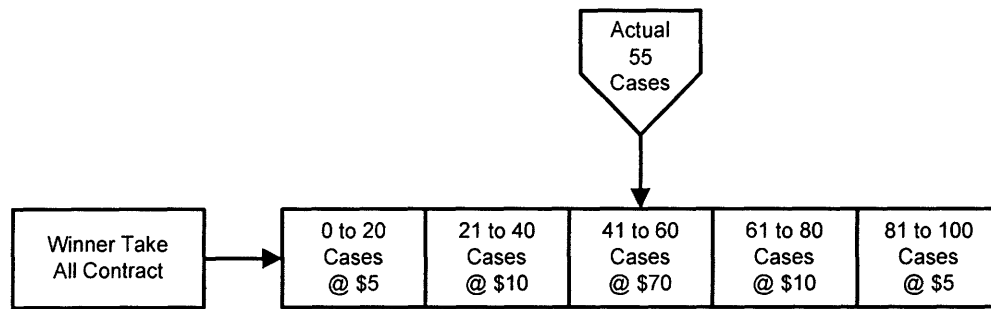 Actual
55
Cases
Winner Take
All Contract
0 to 20
Cases
@ $5
21 to 40
Cases
@ $10
41 to 60
Cases
@ $70
61 to 80
Cases
@ $10
81 to 100
Cases
@ $5